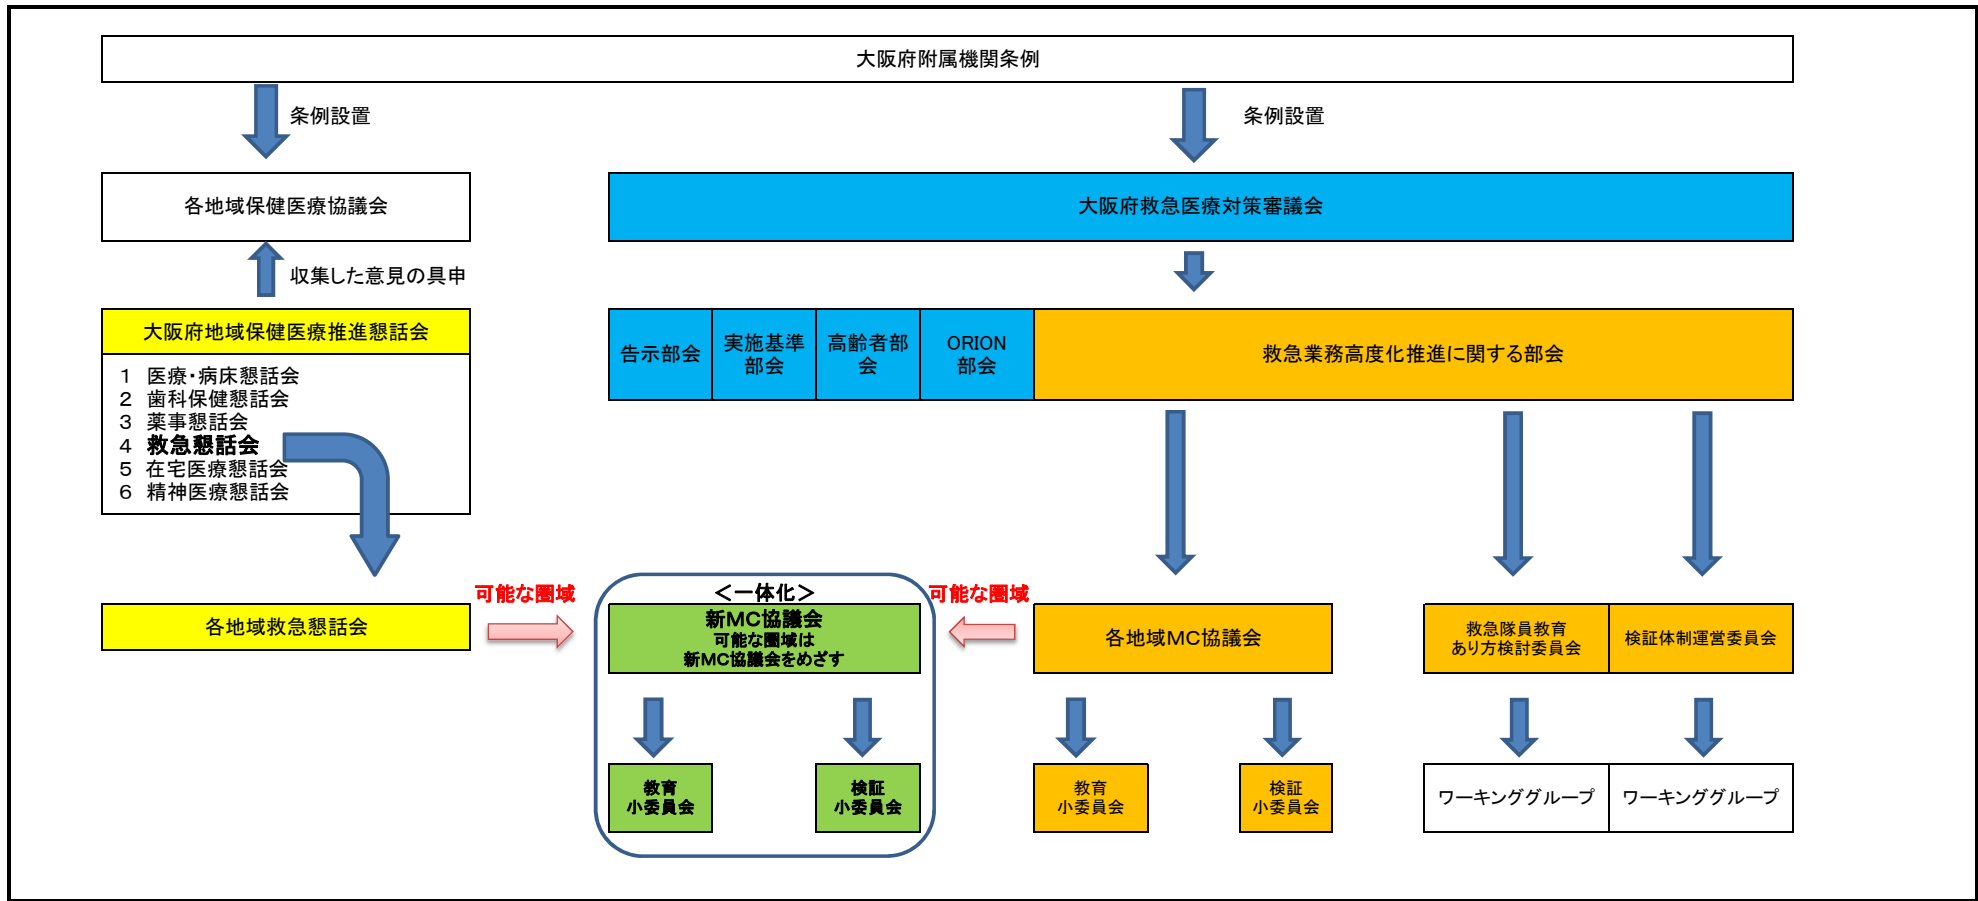 大阪府附属機関条例
条例設置
条例設置
各地域保健医療協議会
大阪府救急医療対策審議会
収集した意見の具申
大阪府地域保健医療推進懇話会
1 医療・病床懇話会
2 歯科保健懇話会
3 薬事懇話会
4 救急懇話会
5 在宅医療懇話会
6 精神医療懇話会
告示部会
実施基準
部会
高齢者部
会
ORION
部会
救急業務高度化推進に関する部会
各地域救急懇話会
可能な圏域
＜一体化＞
新MC協議会
可能な圏域は
新MC協議会をめざす
可能な圏域
各地域MC協議会
救急隊員教育
あり方検討委員会
検証体制運営委員会
教育
小委員会
検証
小委員会
教育
小委員会
検証
小委員会
ワーキンググループ
ワーキンググループ